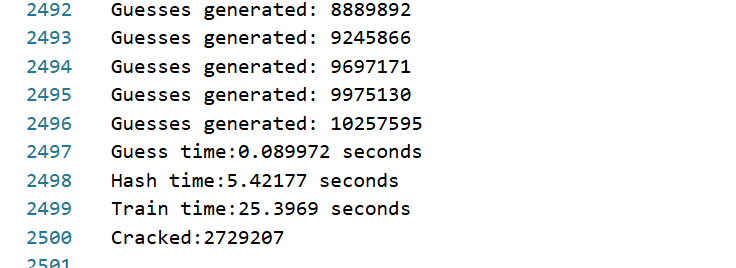 2492 Guesses generated: 8889892
2493 Guesses generated: 9245866
2494 Guesses generated: 9697171
2495 Guesses generated: 9975130
2496 Guesses generated: 10257595
2497 Guess time:0.089972 seconds
2498 Hash time:5.42177 seconds
2499 Train time:25.3969 seconds
2500 Cracked:2729207
2501